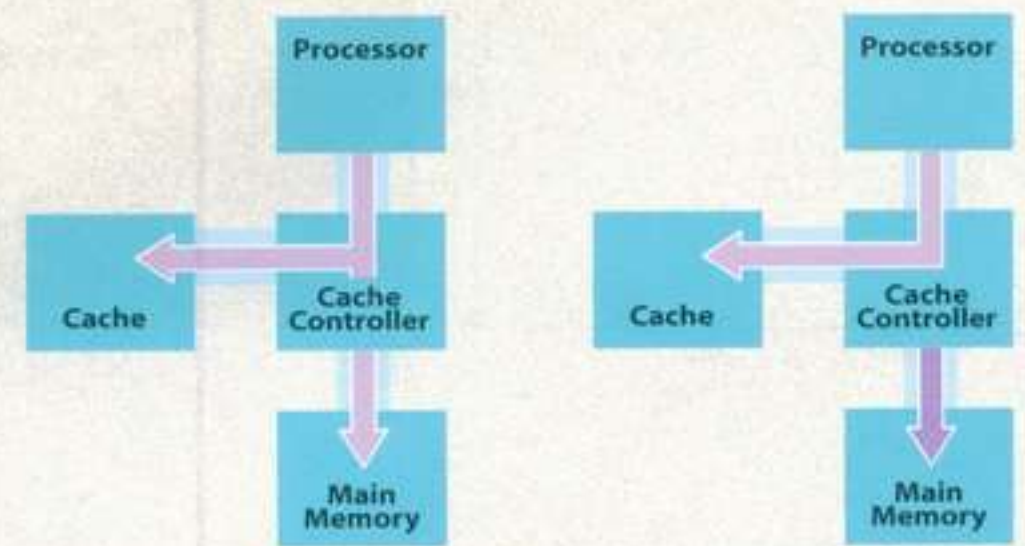 Processor
Cache
Cache
Controller
Main
Memory
Processor
Cache
Cache
Controller
Main
Memory